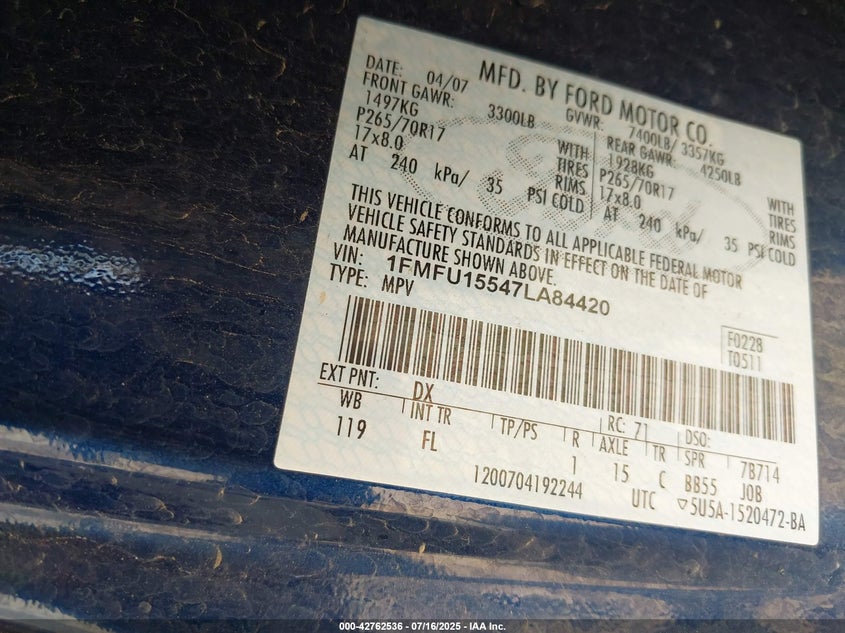 MFD. BY FORD MOTOR CO.
DATE: 04/07 GVWR: 7400LB/ 3357KG
FRONT GAWR: 3300LB REAR GAWR: 4250LB
1497KG WITH 1928KG WITH
P265/70R17 TIRES P265/70R17 TIRES
17x8.0 RIMS 17x8.0 RIMS
AT 240 kPa/ 35 PSI COLD AT 240 kPa/ 35 PSI COLD
THIS VEHICLE CONFORMS TO ALL APPLICABLE FEDERAL MOTOR
VEHICLE SAFETY STANDARDS IN EFFECT ON THE DATE OF
MANUFACTURE SHOWN ABOVE.
VIN: 1FMFU15547LA84420
TYPE: MPV
F0228
T0511
EXT PNT: DX RC: 71 DSO:
WB INT TR TP/PS R AXLE TR SPR 7B714
119 FL 1 15 C BB55 JOB
1200704192244 UTC ▽5U5A-1520472-BA
000-42762536 - 07/16/2025 - IAA Inc.